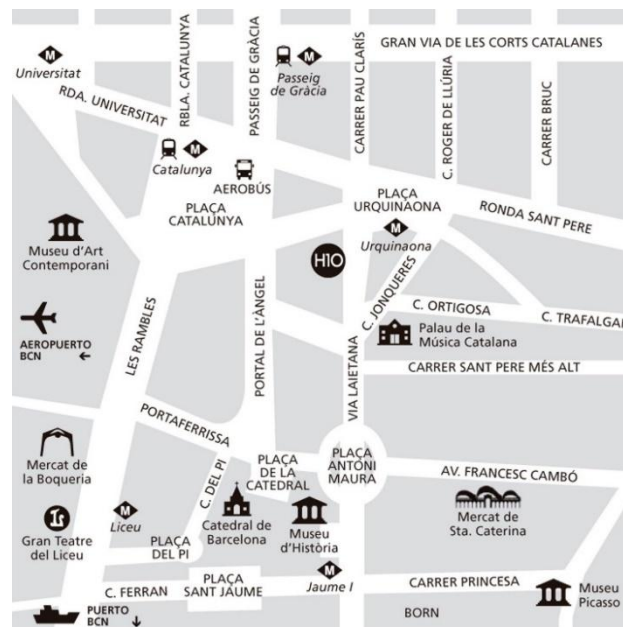 GRAN VIA DE LES CORTS CATALANES
M
Universitat
M
Passeig
de Gràcia
RDA. UNIVERSITAT
RBLA. CATALUNYA
PASSEIG DE GRÀCIA
CARRER PAU CLARÍS
C. ROGER DE LLÚRIA
CARRER BRUC
M
Catalunya
AEROBÚS
PLAÇA
CATALUNYA
PLAÇA
URQUINAONA
RONDA SANT PERE
M
Urquinaona
Museu d'Art
Contemporani
H10
C. JONQUERES
C. ORTIGOSA
C. TRAFALGAR
AEROPUERTO
BCN ←
LES RAMBLES
PORTAL DE L'ÀNGEL
VIA LAIETANA
Palau de la
Música Catalana
CARRER SANT PERE MÉS ALT
PORTAFERRISSA
Mercat de
la Boqueria
C. DEL PI
PLAÇA
DE LA
CATEDRAL
PLAÇA
ANTONI
MAURA
AV. FRANCESC CAMBÓ
M
Liceu
Gran Teatre
del Liceu
PLAÇA
DEL PI
Catedral de
Barcelona
Museu
d'Història
Mercat de
Sta. Caterina
C. FERRAN
PLAÇA
SANT JAUME
M
Jaume I
CARRER PRINCESA
Museu
Picasso
PUERTO
BCN ↓
BORN